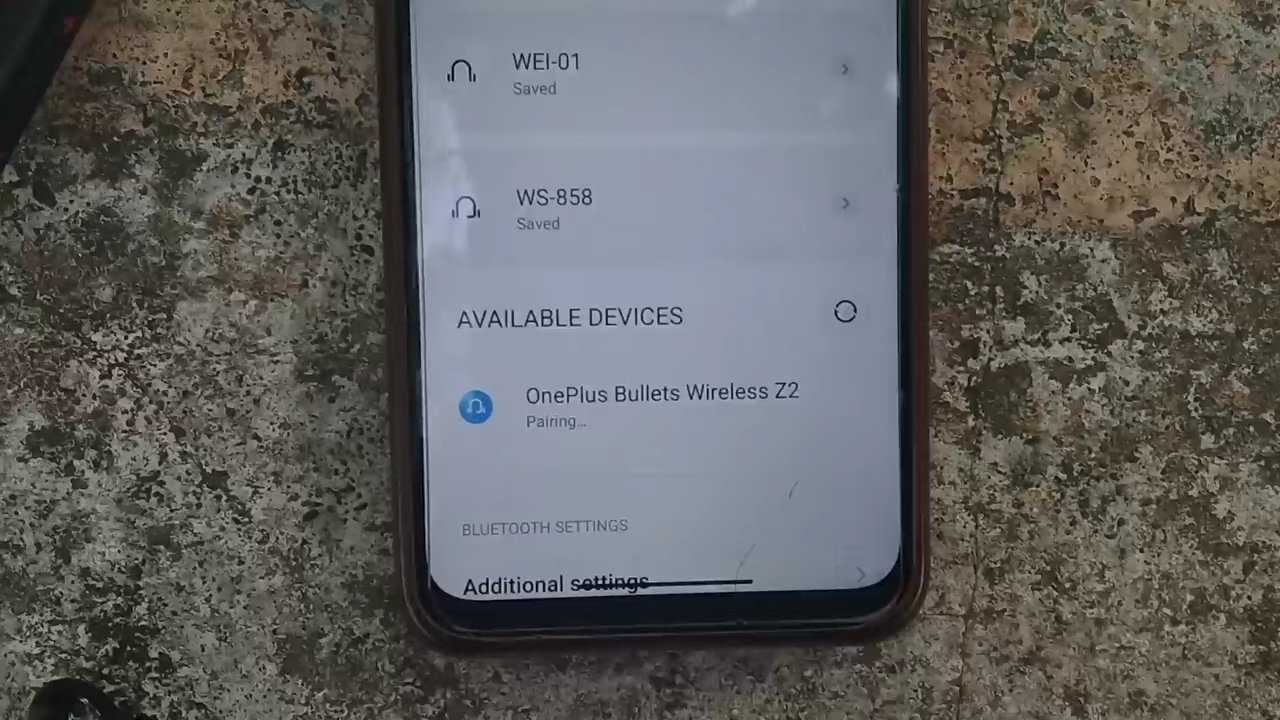 WEI-01
Saved
WS-858
Saved
AVAILABLE DEVICES
OnePlus Bullets Wireless Z2
Pairing...
BLUETOOTH SETTINGS
Additional settings